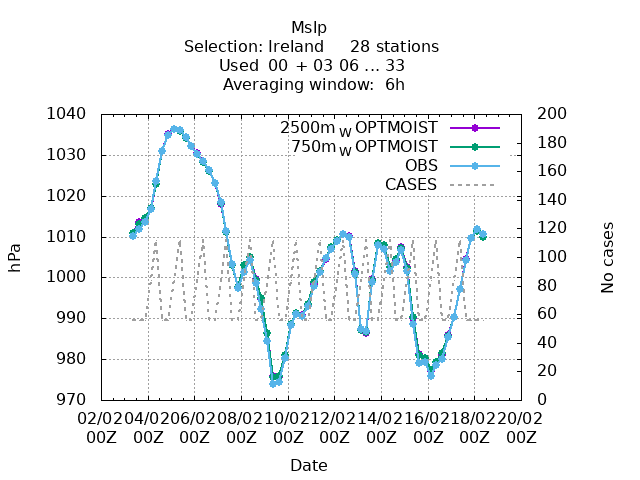 Mslp
Selection: Ireland 28 stations
Used 00 + 03 06 ... 33
Averaging window: 6h
1040
1030
1020
1010
1000
990
980
970
hPa
200
180
160
140
120
100
80
60
40
20
0
No cases
2500m_W OPTMOIST
750m_W OPTMOIST
OBS
CASES
02/02 04/02 06/02 08/02 10/02 12/02 14/02 16/02 18/02 20/02
00Z 00Z 00Z 00Z 00Z 00Z 00Z 00Z 00Z 00Z
Date